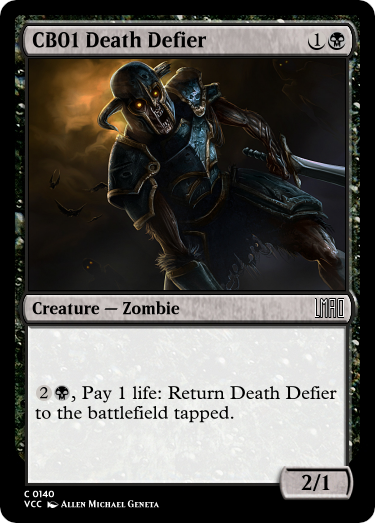 CB01 Death Defier 1
Creature — Zombie LMAO
2, Pay 1 life: Return Death Defier
to the battlefield tapped.
2/1
C 0140
VCC Allen Michael Geneta